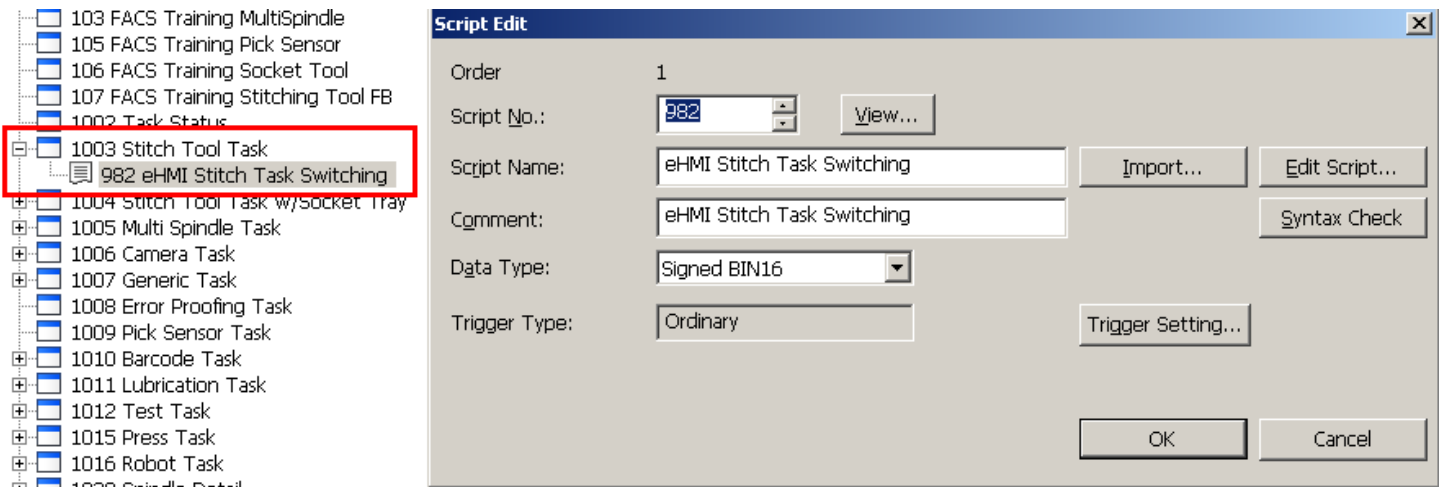 103 FACS Training MultiSpindle
105 FACS Training Pick Sensor
106 FACS Training Socket Tool
107 FACS Training Stitching Tool FB
1002 Task Status
1003 Stitch Tool Task
982 eHMI Stitch Task Switching
1004 Stitch Tool Task w/Socket Tray
1005 Multi Spindle Task
1006 Camera Task
1007 Generic Task
1008 Error Proofing Task
1009 Pick Sensor Task
1010 Barcode Task
1011 Lubrication Task
1012 Test Task
1015 Press Task
1016 Robot Task
Script Edit
Order 1
Script No.: 982 View...
Script Name: eHMI Stitch Task Switching Import... Edit Script...
Comment: eHMI Stitch Task Switching Syntax Check
Data Type: Signed BIN16
Trigger Type: Ordinary Trigger Setting...
OK Cancel